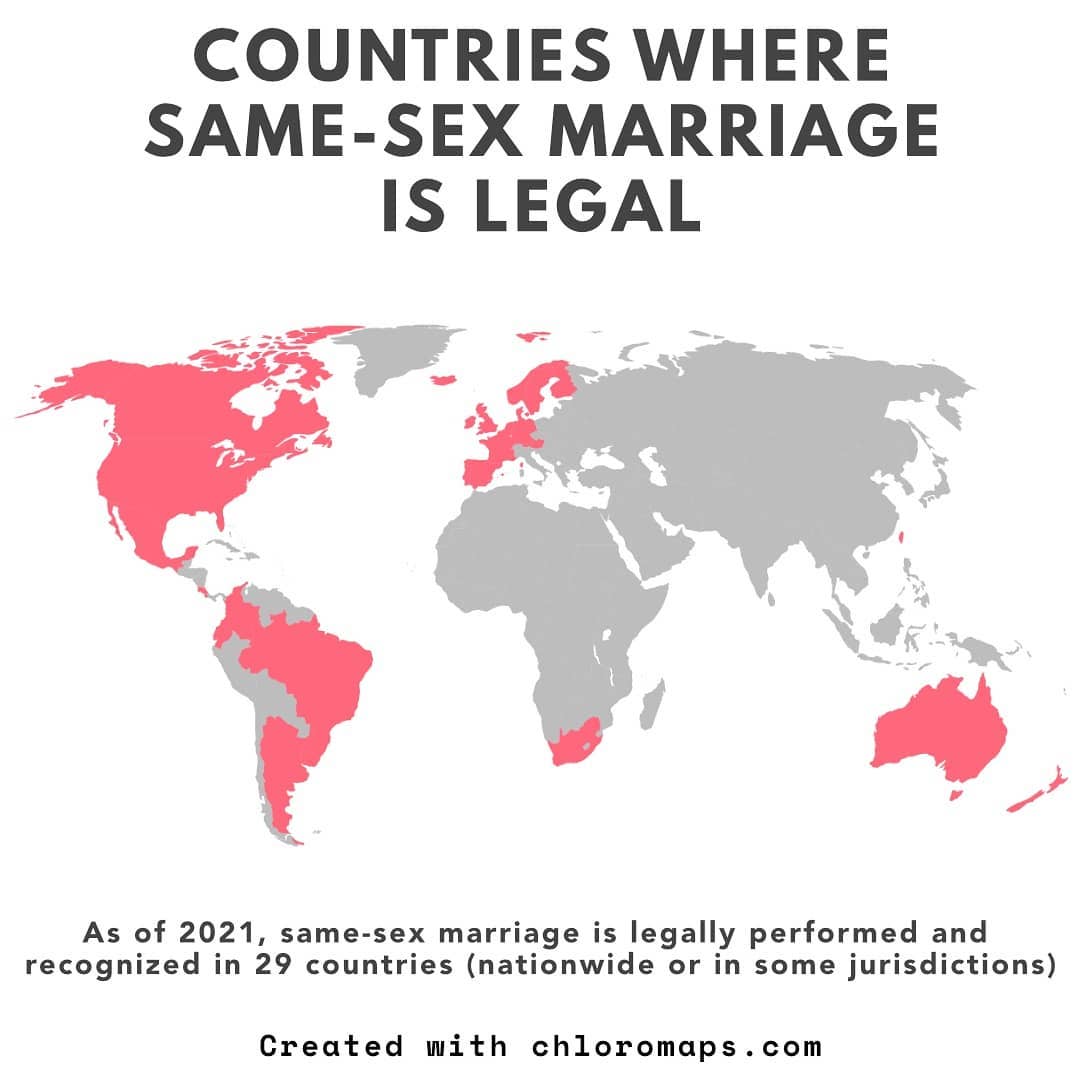 COUNTRIES WHERE
SAME-SEX MARRIAGE
IS LEGAL
As of 2021, same-sex marriage is legally performed and
recognized in 29 countries (nationwide or in some jurisdictions)
Created with chloromaps.com